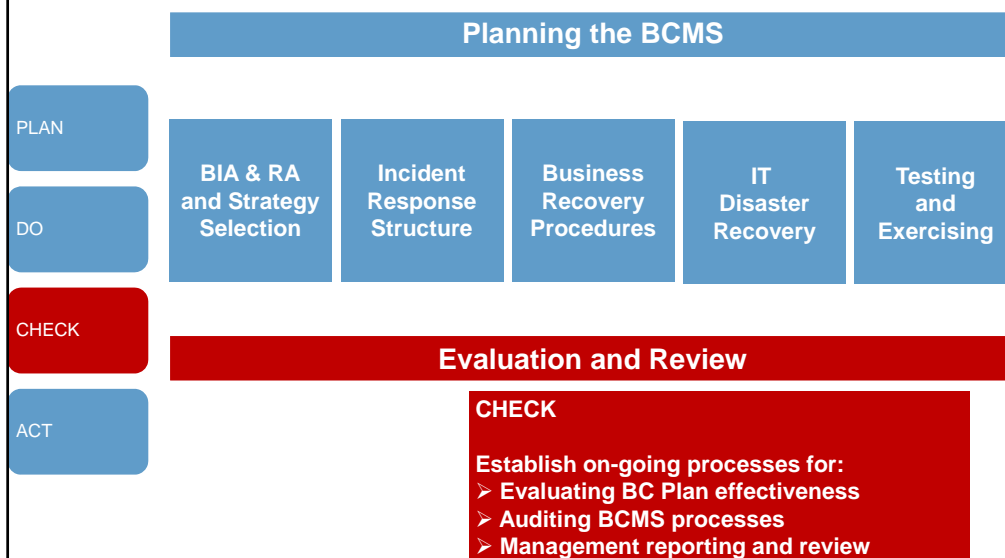 Planning the BCMS
PLAN
DO
CHECK
ACT
BIA & RA
and Strategy
Selection
Incident
Response
Structure
Business
Recovery
Procedures
IT
Disaster
Recovery
Testing
and
Exercising
Evaluation and Review
CHECK
Establish on-going processes for:
➢ Evaluating BC Plan effectiveness
➢ Auditing BCMS processes
➢ Management reporting and review